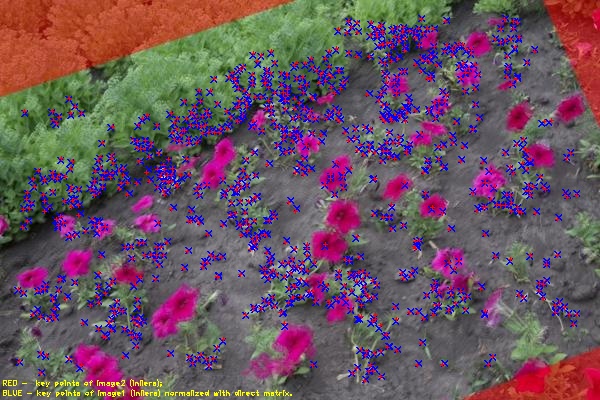 RED - key points of image2 (inliers);
BLUE - key points of image1 (inliers) normalized with direct matrix.